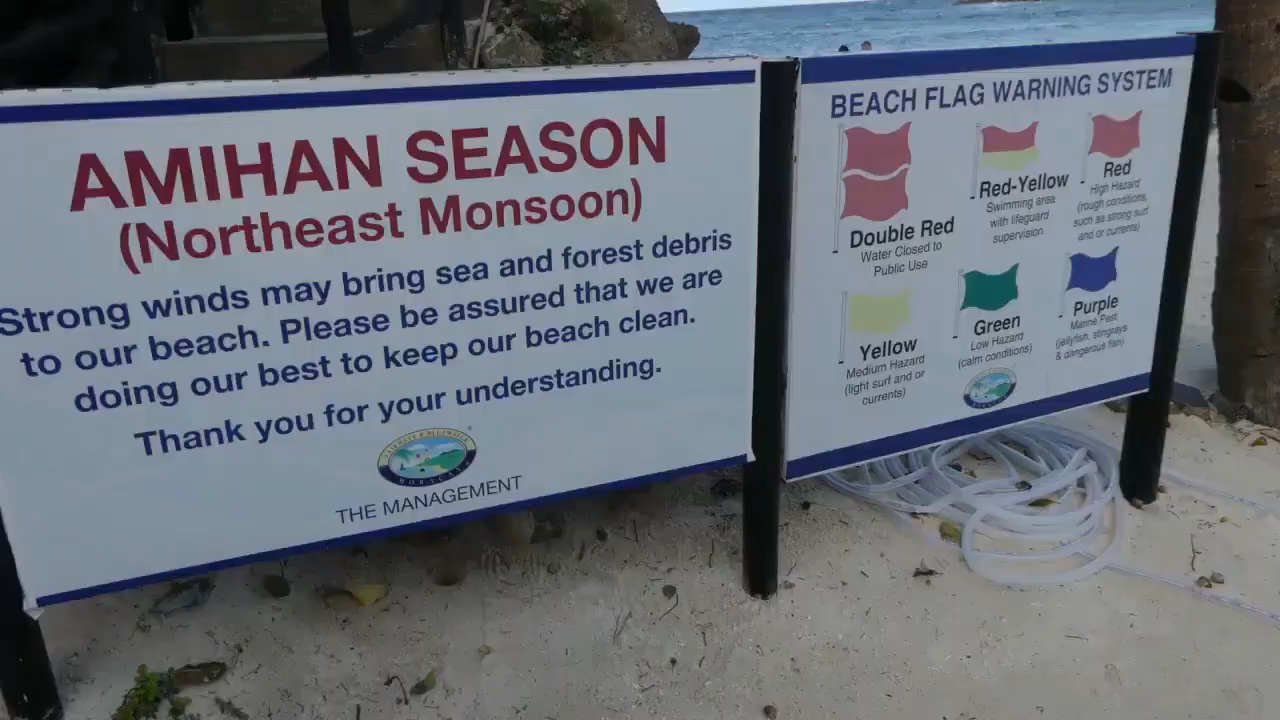 AMIHAN SEASON
(Northeast Monsoon)
Strong winds may bring sea and forest debris
to our beach. Please be assured that we are
doing our best to keep our beach clean.
Thank you for your understanding.
BORACAY
THE MANAGEMENT
BEACH FLAG WARNING SYSTEM
Double Red
Water Closed to
Public Use
Red-Yellow
Swimming area
with lifeguard
supervision
Red
High Hazard
(rough conditions,
such as strong surf
and or currents)
Yellow
Medium Hazard
(light surf and or
currents)
Green
Low Hazard
(calm conditions)
Purple
Marine Pest
(jellyfish, stingrays
& dangerous fish)